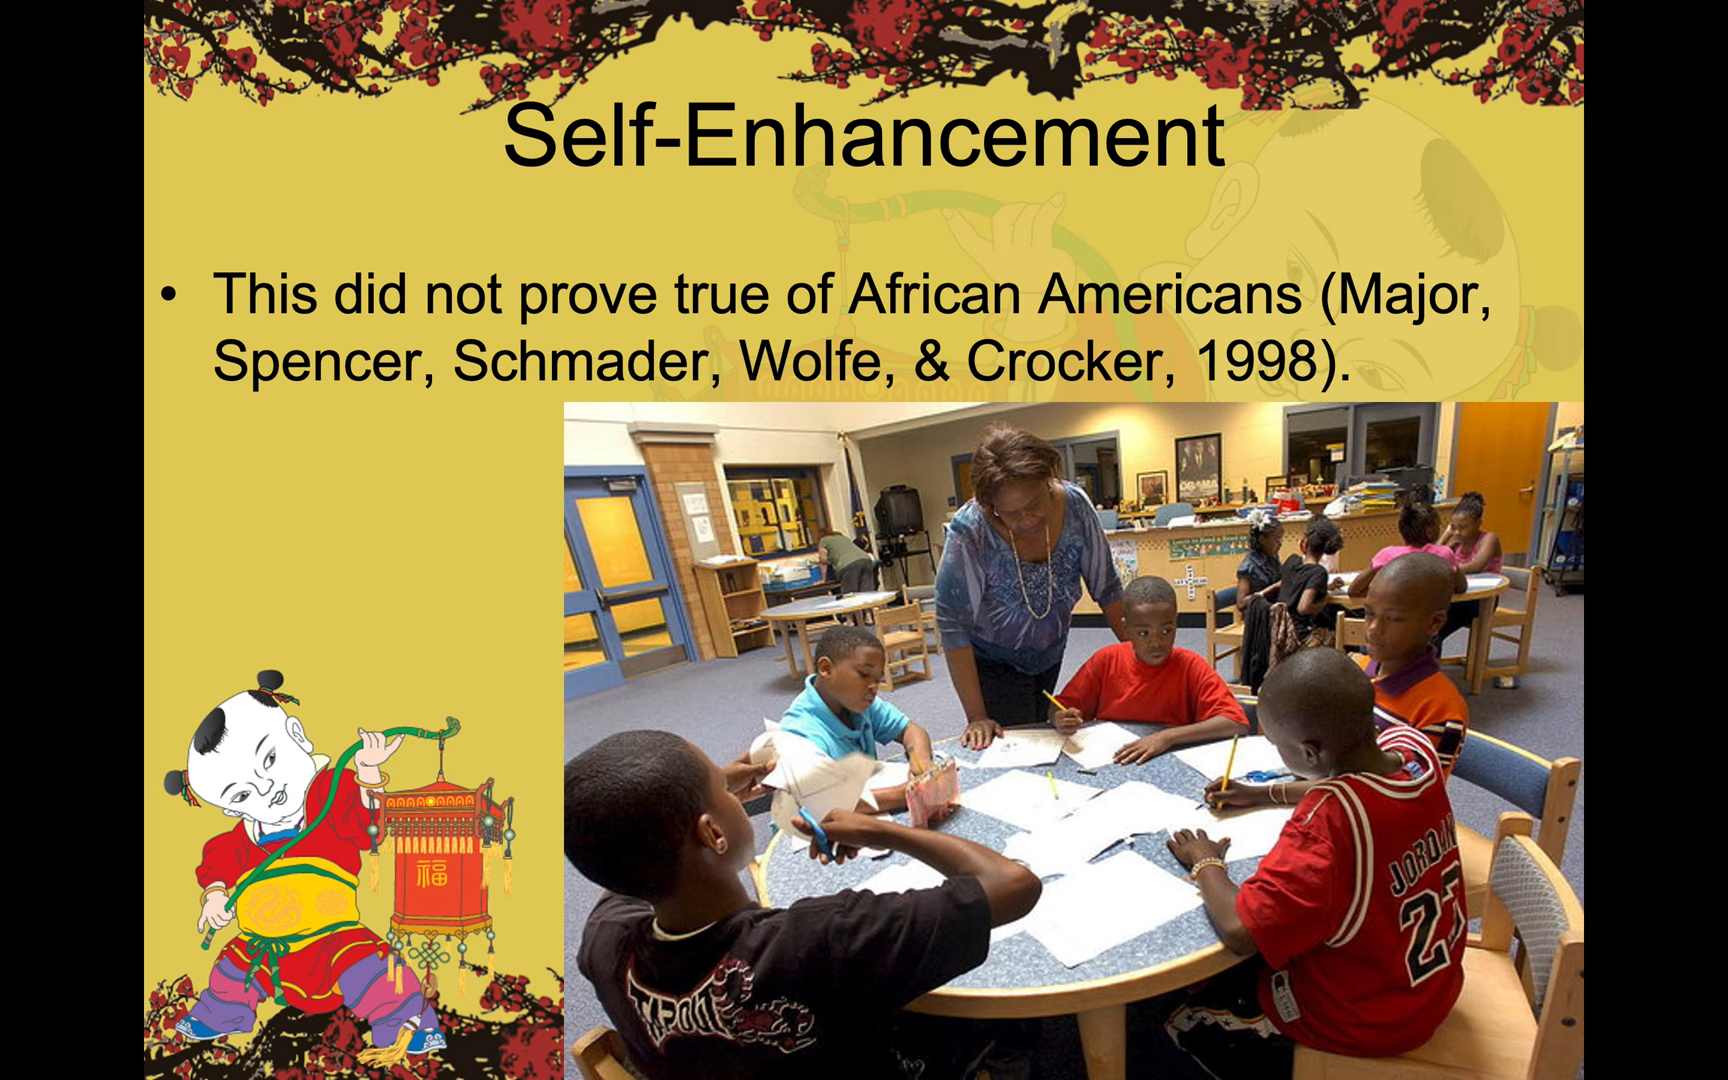 Self-Enhancement
• This did not prove true of African Americans (Major,
Spencer, Schmader, Wolfe, & Crocker, 1998).
福
OBAMA
TAPOUT
JORDAN
23